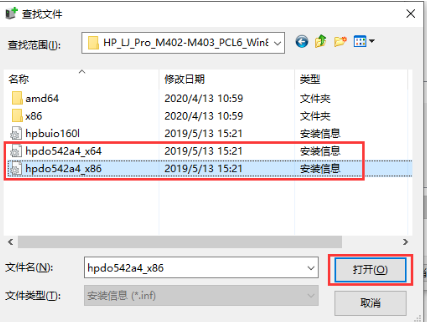 查找文件
查找范围(I):
HP_LJ_Pro_M402-M403_PCL6_Win8
名称 修改日期 类型
amd64 2020/4/13 10:59 文件夹
x86 2020/4/13 10:59 文件夹
hpbuio160l 2019/5/13 15:21 安装信息
hpdo542a4_x64 2019/5/13 15:21 安装信息
hpdo542a4_x86 2019/5/13 15:21 安装信息
文件名(N): hpdo542a4_x86 打开(O)
文件类型(T): 安装信息 (*.inf) 取消